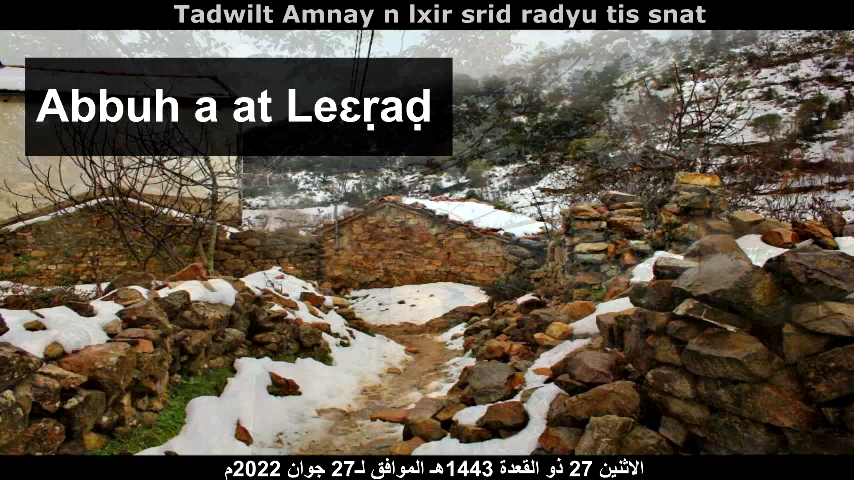 Tadwilt Amnay n lxir srid radyu tis snat
Abbuh a at Leɛṛaḍ
الاثنين 27 ذو القعدة 1443هـ الموافق لـ27 جوان 2022م